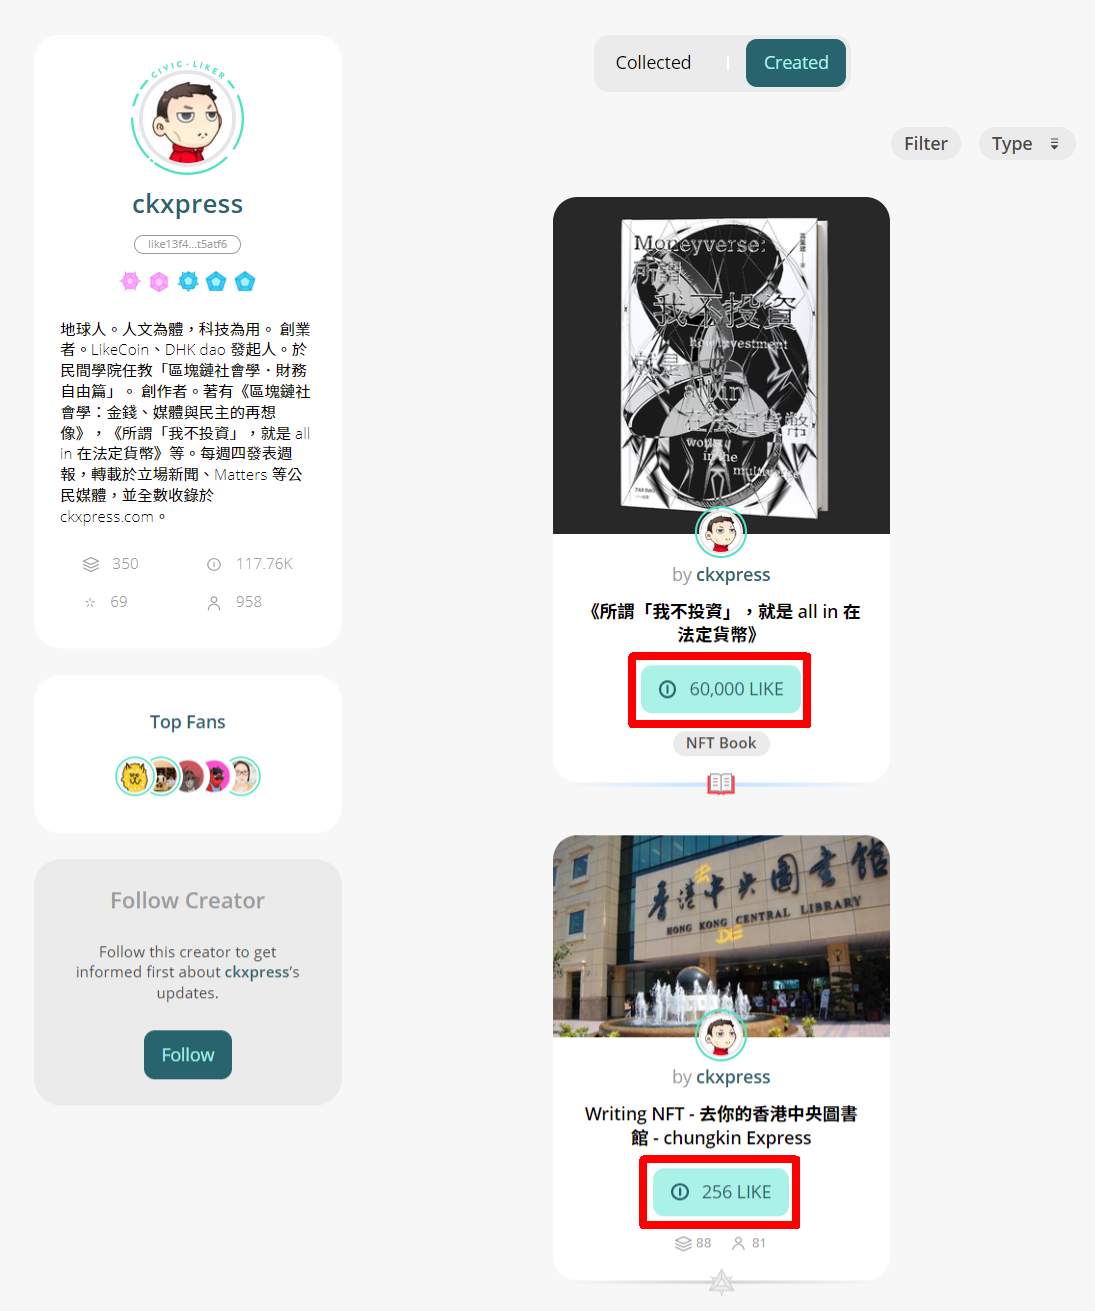 CIVIC · LIKER
ckxpress
like13f4...t5atf6
地球人。人文為體，科技為用。 創業
者。LikeCoin、DHK dao 發起人。於
民間學院任教「區塊鏈社會學．財務
自由篇」。 創作者。著有《區塊鏈社
會學：金錢、媒體與民主的再想
像》，《所謂「我不投資」，就是 all
in 在法定貨幣》等。每週四發表週
報，轉載於立場新聞、Matters 等公
民媒體，並全數收錄於
ckxpress.com。
350
117.76K
69
958
Top Fans
Follow Creator
Follow this creator to get
informed first about ckxpress's
updates.
Follow
Collected
Created
Filter
Type
Moneyverse:
所謂
我不投資
how investment
就是
all in
在法定貨幣
works
in the
multiverse
高重建
by ckxpress
《所謂「我不投資」，就是 all in 在
法定貨幣》
60,000 LIKE
NFT Book
去
香港中央圖書館
HONG KONG CENTRAL LIBRARY
DIE
by ckxpress
Writing NFT - 去你的香港中央圖書
館 - chungkin Express
256 LIKE
88
81